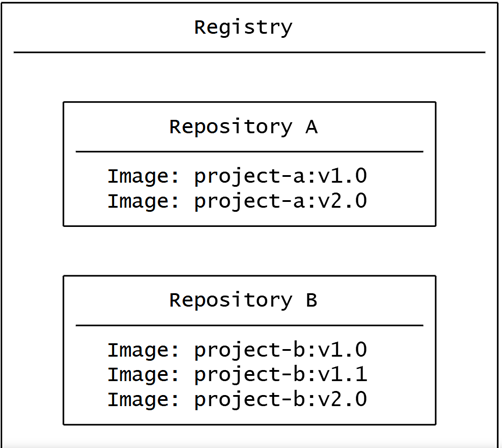 Registry
Repository A
Image: project-a:v1.0
Image: project-a:v2.0
Repository B
Image: project-b:v1.0
Image: project-b:v1.1
Image: project-b:v2.0